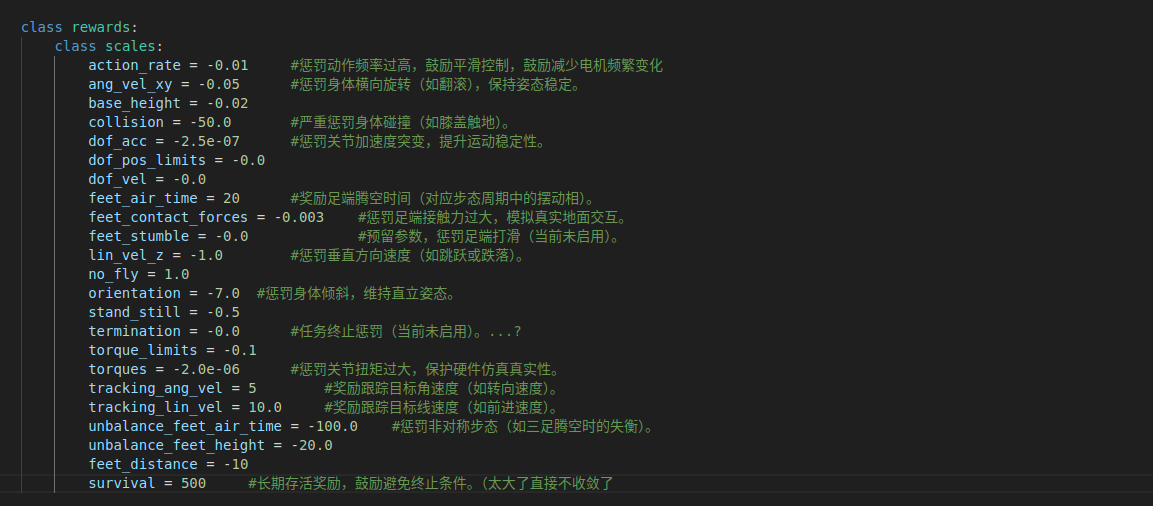 class rewards:
class scales:
action_rate = -0.01 #惩罚动作频率过高，鼓励平滑控制，鼓励减少电机频繁变化
ang_vel_xy = -0.05 #惩罚身体横向旋转（如翻滚），保持姿态稳定。
base_height = -0.02
collision = -50.0 #严重惩罚身体碰撞（如膝盖触地）。
dof_acc = -2.5e-07 #惩罚关节加速度突变，提升运动稳定性。
dof_pos_limits = -0.0
dof_vel = -0.0
feet_air_time = 20 #奖励足端腾空时间（对应步态周期中的摆动相）。
feet_contact_forces = -0.003 #惩罚足端接触力过大，模拟真实地面交互。
feet_stumble = -0.0 #预留参数，惩罚足端打滑（当前未启用）。
lin_vel_z = -1.0 #惩罚垂直方向速度（如跳跃或跌落）。
no_fly = 1.0
orientation = -7.0 #惩罚身体倾斜，维持直立姿态。
stand_still = -0.5
termination = -0.0 #任务终止惩罚（当前未启用）。...?
torque_limits = -0.1
torques = -2.0e-06 #惩罚关节扭矩过大，保护硬件仿真真实性。
tracking_ang_vel = 5 #奖励跟踪目标角速度（如转向速度）。
tracking_lin_vel = 10.0 #奖励跟踪目标线速度（如前进速度）。
unbalance_feet_air_time = -100.0 #惩罚非对称步态（如三足腾空时的失衡）。
unbalance_feet_height = -20.0
feet_distance = -10
survival = 500 #长期存活奖励，鼓励避免终止条件。（太大了直接不收敛了